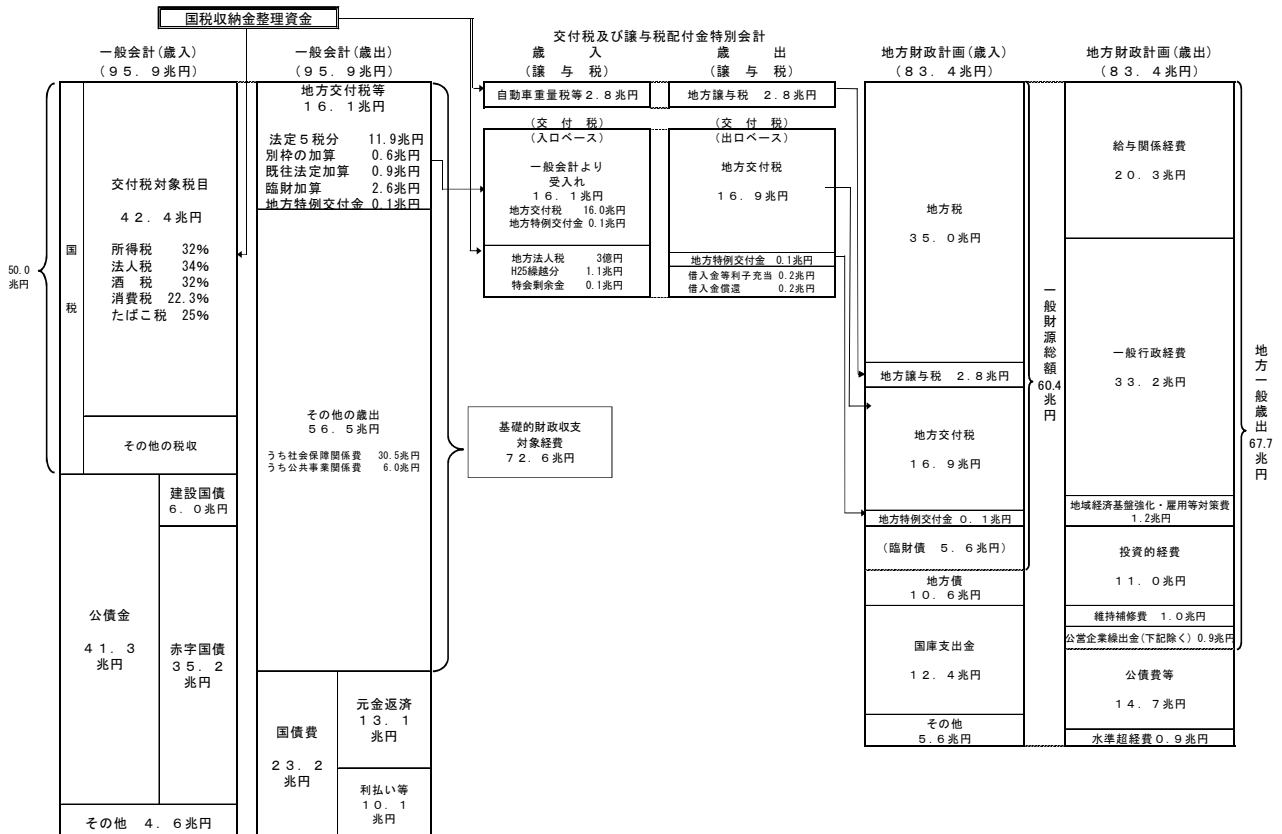 国税収納金整理資金
一般会計(歳入)
(95.9兆円)
50.0
兆円
国
税
交付税対象税目
42.4兆円
所得税 32%
法人税 34%
酒 税 32%
消費税 22.3%
たばこ税 25%
その他の税収
公債金
41.3
兆円
建設国債
6.0兆円
赤字国債
35.2
兆円
その他 4.6兆円
一般会計(歳出)
(95.9兆円)
地方交付税等
16.1兆円
法定5税分 11.9兆円
別枠の加算 0.6兆円
既往法定加算 0.9兆円
臨財加算 2.6兆円
地方特例交付金 0.1兆円
その他の歳出
56.5兆円
うち社会保障関係費 30.5兆円
うち公共事業関係費 6.0兆円
国債費
23.2
兆円
元金返済
13.1
兆円
利払い等
10.1
兆円
基礎的財政収支
対象経費
72.6兆円
交付税及び譲与税配付金特別会計
歳 入
(譲 与 税)
自動車重量税等2.8兆円
(交 付 税)
(入口ベース)
一般会計より
受入れ
16.1兆円
地方交付税 16.0兆円
地方特例交付金 0.1兆円
地方法人税 3億円
H25繰越分 1.1兆円
特会剰余金 0.1兆円
歳 出
(譲 与 税)
地方譲与税 2.8兆円
(交 付 税)
(出口ベース)
地方交付税
16.9兆円
地方特例交付金 0.1兆円
借入金等利子充当 0.2兆円
借入金償還 0.2兆円
地方財政計画(歳入)
(83.4兆円)
地方税
35.0兆円
地方譲与税 2.8兆円
地方交付税
16.9兆円
地方特例交付金 0.1兆円
(臨財債 5.6兆円)
地方債
10.6兆円
国庫支出金
12.4兆円
その他
5.6兆円
一般財源総額
60.4
兆円
地方財政計画(歳出)
(83.4兆円)
給与関係経費
20.3兆円
一般行政経費
33.2兆円
地域経済基盤強化・雇用等対策費
1.2兆円
投資的経費
11.0兆円
維持補修費 1.0兆円
公営企業繰出金(下記除く) 0.9兆円
公債費等
14.7兆円
水準超経費0.9兆円
地方一般歳出
67.7
兆円